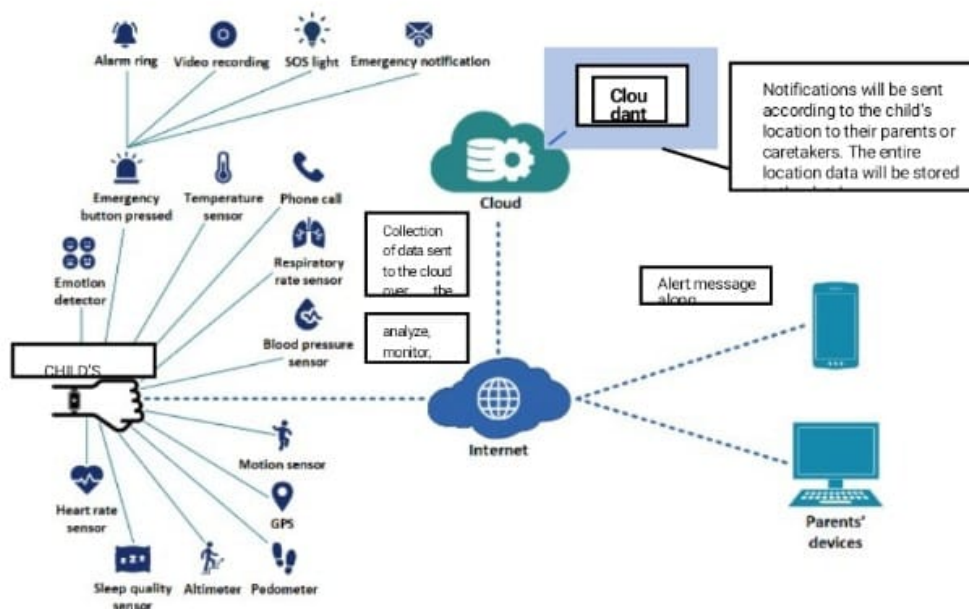 Alarm ring
Video recording
SOS light
Emergency notification
Clou
dant
Notifications will be sent
according to the child's
location to their parents or
caretakers. The entire
location data will be stored
Emergency
button pressed
Temperature
sensor
Phone call
Cloud
Collection
of data sent
to the cloud
over the
Respiratory
rate sensor
Emotion
detector
Alert message
along
Blood pressure
sensor
analyze,
monitor,
CHILD'S
Internet
Motion sensor
Heart rate
sensor
GPS
Parents'
devices
Sleep quality
sensor
Altimeter
Pedometer